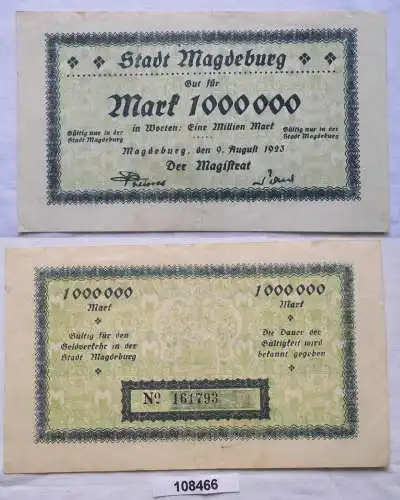 Stadt Magdeburg
Gut für
Mark 1000000
in Worten: Eine Million Mark
Gültig nur in der
Stadt Magdeburg
Gültig nur in der
Stadt Magdeburg
Magdeburg, den 9. August 1923
Der Magistrat
1000000
Mark
Gültig für den
Geldverkehr in der
Stadt Magdeburg
1000000
Mark
Die Dauer der
Gültigkeit wird
bekannt gegeben
No 161793
108466